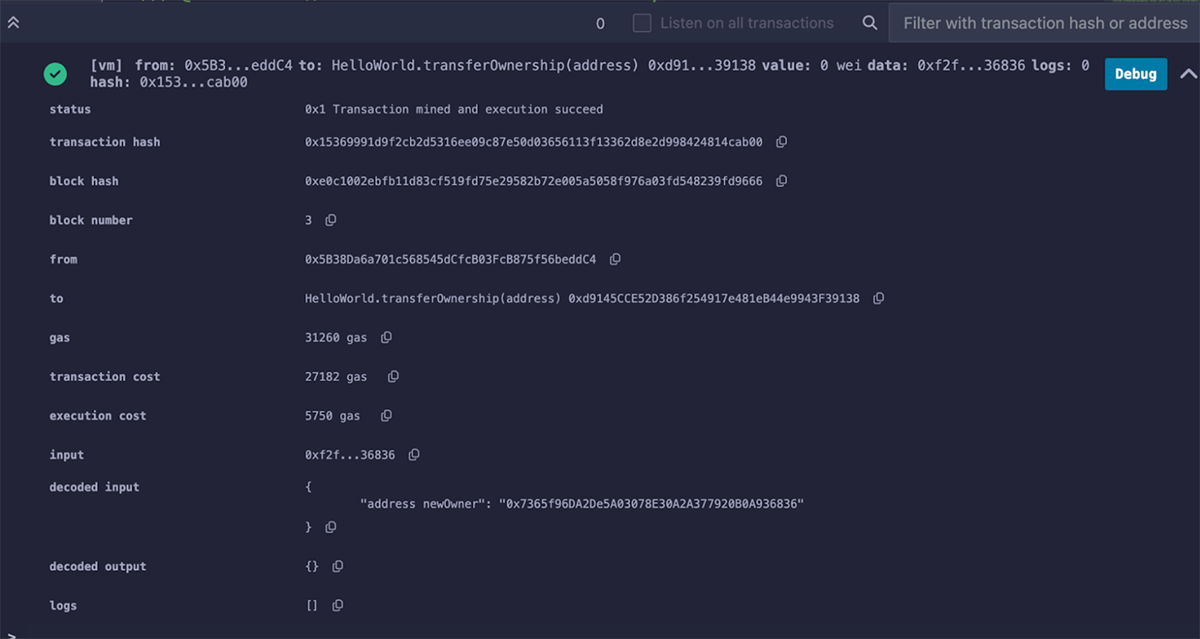 0 Listen on all transactions Filter with transaction hash or address
[vm] from: 0x5B3...eddC4 to: HelloWorld.transferOwnership(address) 0xd91...39138 value: 0 wei data: 0xf2f...36836 logs: 0
hash: 0x153...cab00
Debug
status 0x1 Transaction mined and execution succeed
transaction hash 0x15369991d9f2cb2d5316ee09c87e50d03656113f13362d8e2d998424814cab00
block hash 0xe0c1002ebfb11d83cf519fd75e29582b72e005a5058f976a03fd548239fd9666
block number 3
from 0x5B38Da6a701c568545dCfcB03FcB875f56beddC4
to HelloWorld.transferOwnership(address) 0xd9145CCE52D386f254917e481eB44e9943F39138
gas 31260 gas
transaction cost 27182 gas
execution cost 5750 gas
input 0xf2f...36836
decoded input {
"address newOwner": "0x7365f96DA2De5A03078E30A2A377920B0A936836"
}
decoded output {}
logs []
>